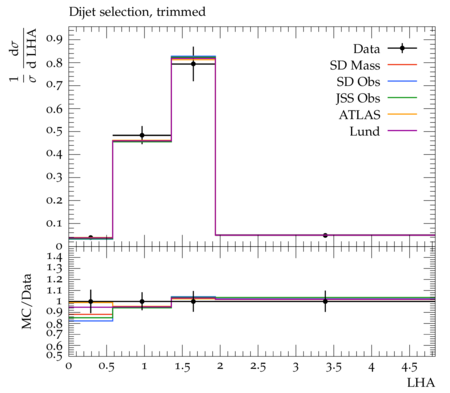 Dijet selection, trimmed
1/σ dσ/d LHA
0.9
0.8
0.7
0.6
0.5
0.4
0.3
0.2
0.1
0
Data
SD Mass
SD Obs
JSS Obs
ATLAS
Lund
MC/Data
1.4
1.3
1.2
1.1
1
0.9
0.8
0.7
0.6
0.5
0 0.5 1 1.5 2 2.5 3 3.5 4 4.5
LHA